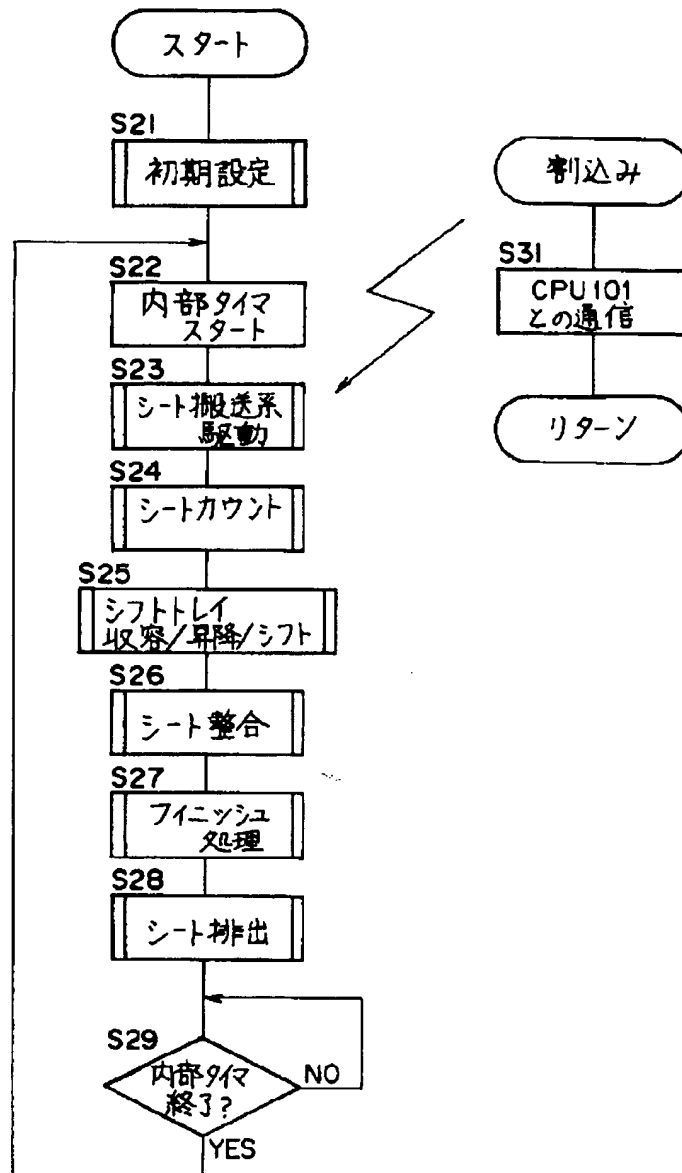 スタート
S21
初期設定
S22
内部タイマ
スタート
S23
シート搬送系
駆動
S24
シートカウント
S25
シフトトレイ
収容/昇降/シフト
S26
シート整合
S27
フィニッシュ
処理
S28
シート排出
S29
内部タイマ
終了?
NO
YES
割込み
S31
CPU101
との通信
リターン